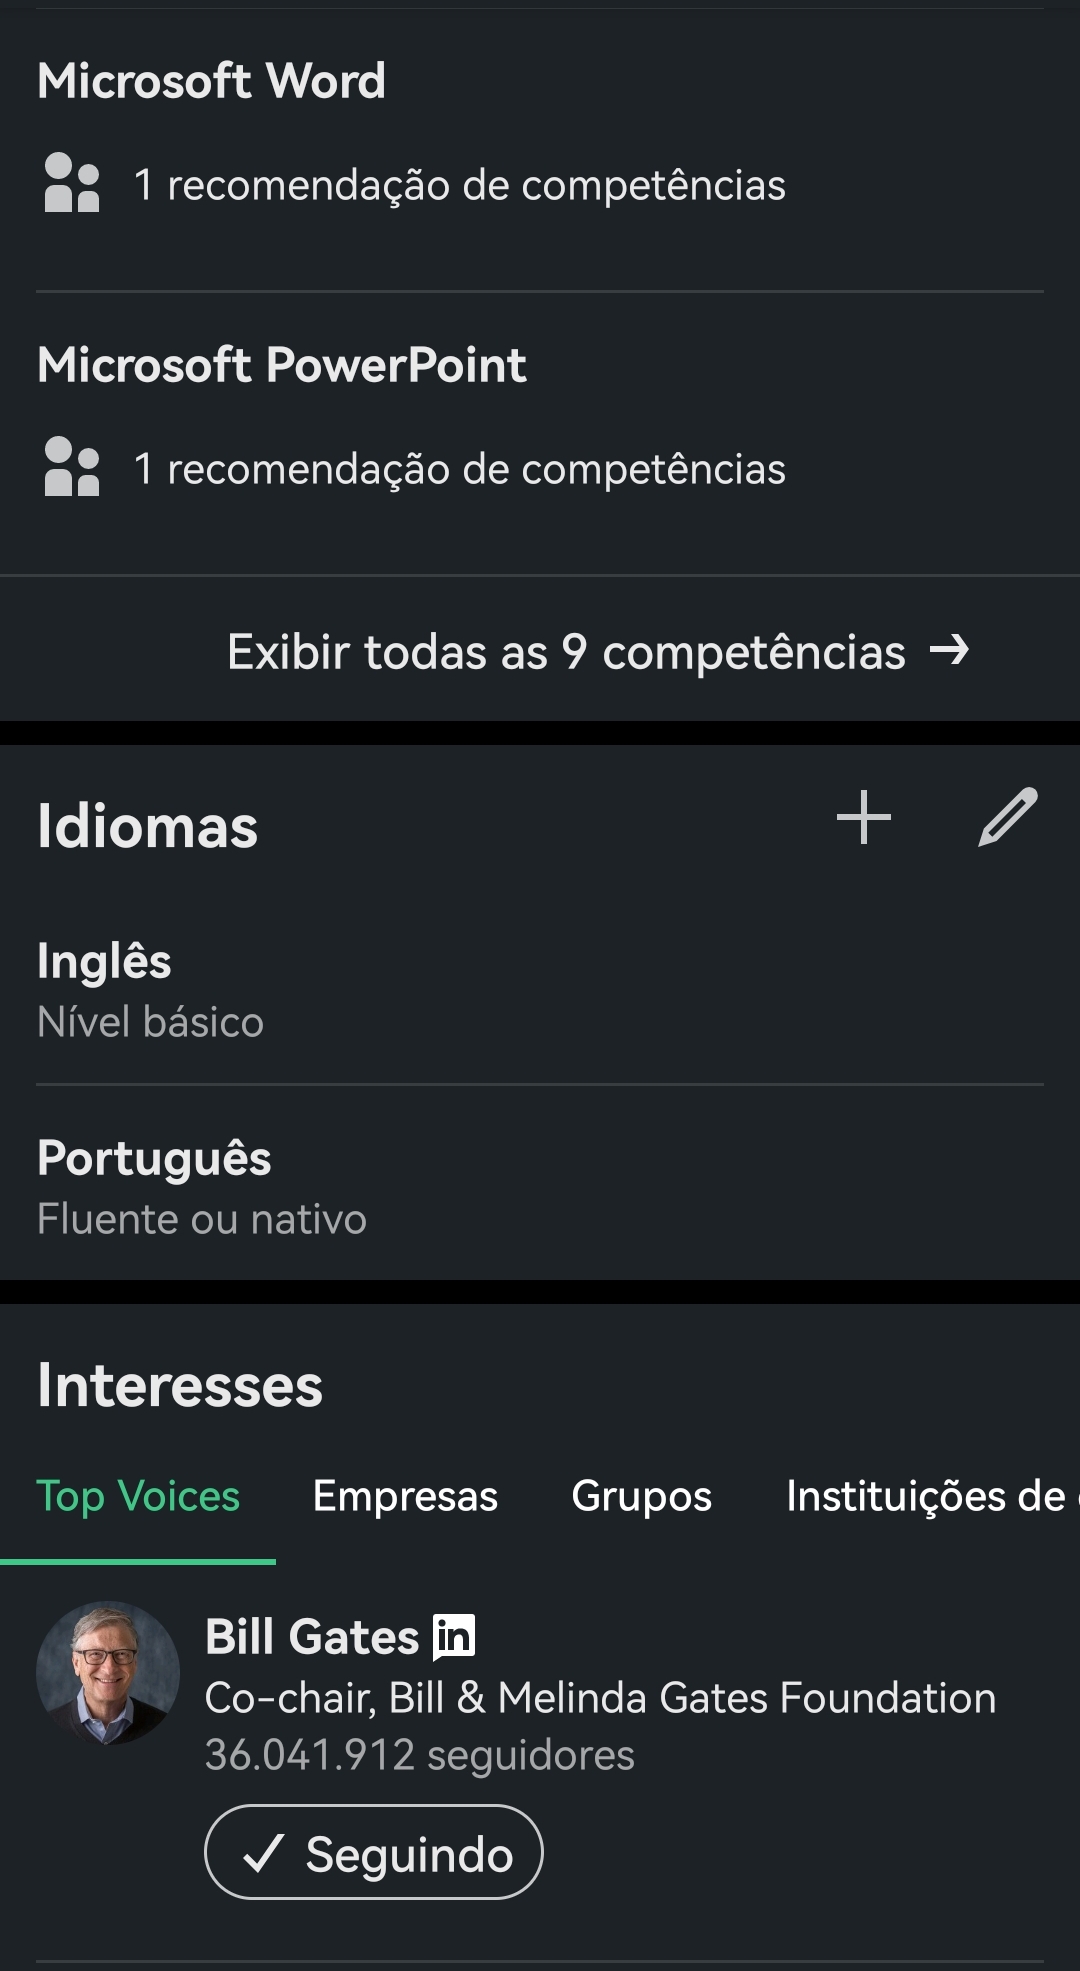 Microsoft Word
1 recomendação de competências
Microsoft PowerPoint
1 recomendação de competências
Exibir todas as 9 competências →
Idiomas
Inglês
Nível básico
Português
Fluente ou nativo
Interesses
Top Voices Empresas Grupos Instituições de
Bill Gates in
Co-chair, Bill & Melinda Gates Foundation
36.041.912 seguidores
✓ Seguindo